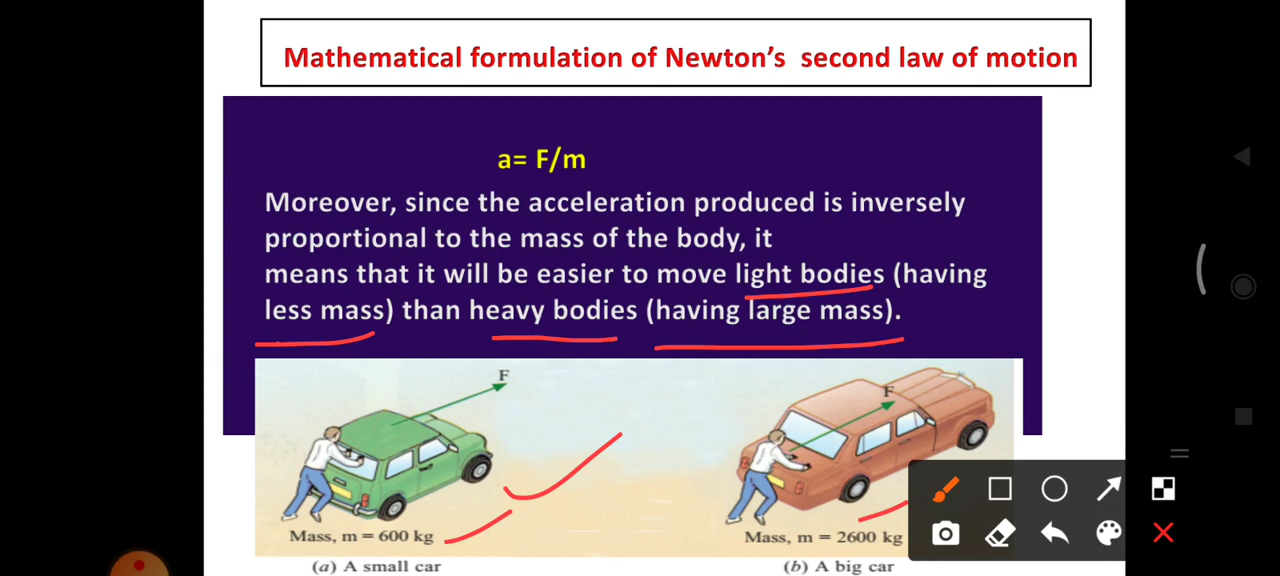 Mathematical formulation of Newton's second law of motion
a= F/m
Moreover, since the acceleration produced is inversely
proportional to the mass of the body, it
means that it will be easier to move light bodies (having
less mass) than heavy bodies (having large mass).
F
F
Mass, m = 600 kg
Mass, m = 2600 kg
(a) A small car
(b) A big car